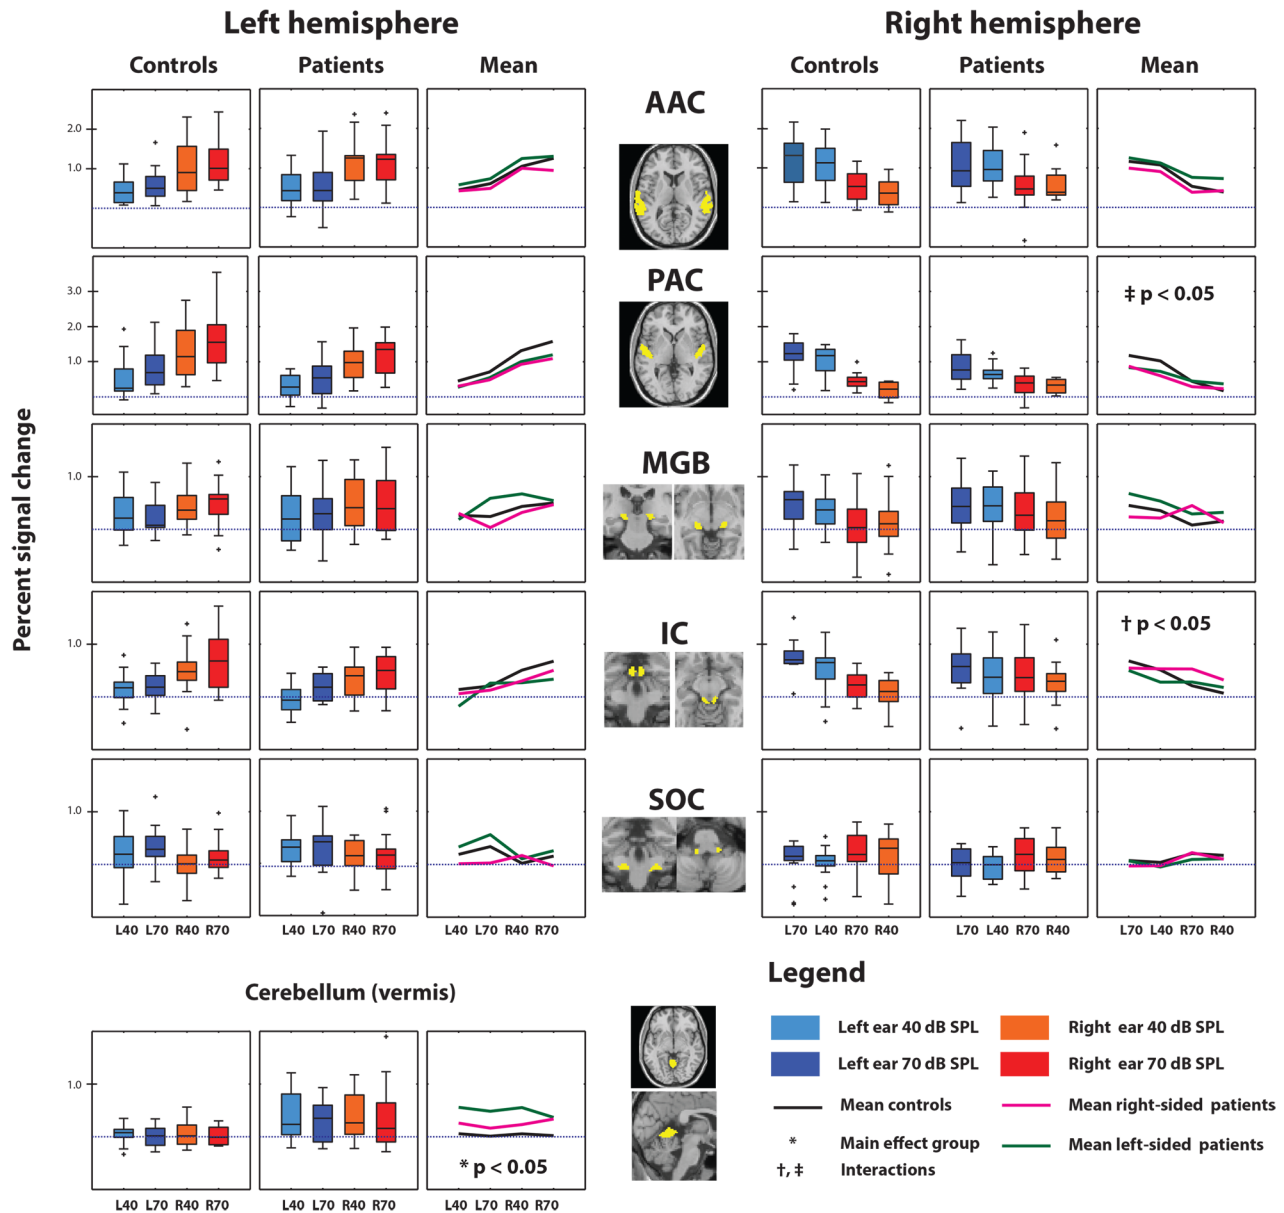 Left hemisphere
Right hemisphere
Controls Patients Mean
Controls Patients Mean
AAC
2.0
1.0
PAC
3.0
2.0
1.0
‡ p < 0.05
MGB
1.0
IC
1.0
† p < 0.05
SOC
1.0
Percent signal change
L40 L70 R40 R70
L40 L70 R40 R70
L40 L70 R40 R70
L70 L40 R70 R40
L70 L40 R70 R40
L70 L40 R70 R40
Cerebellum (vermis)
1.0
* p < 0.05
L40 L70 R40 R70
L40 L70 R40 R70
L40 L70 R40 R70
Legend
Left ear 40 dB SPL
Right ear 40 dB SPL
Left ear 70 dB SPL
Right ear 70 dB SPL
Mean controls
Mean right-sided patients
* Main effect group
Mean left-sided patients
†, ‡ Interactions